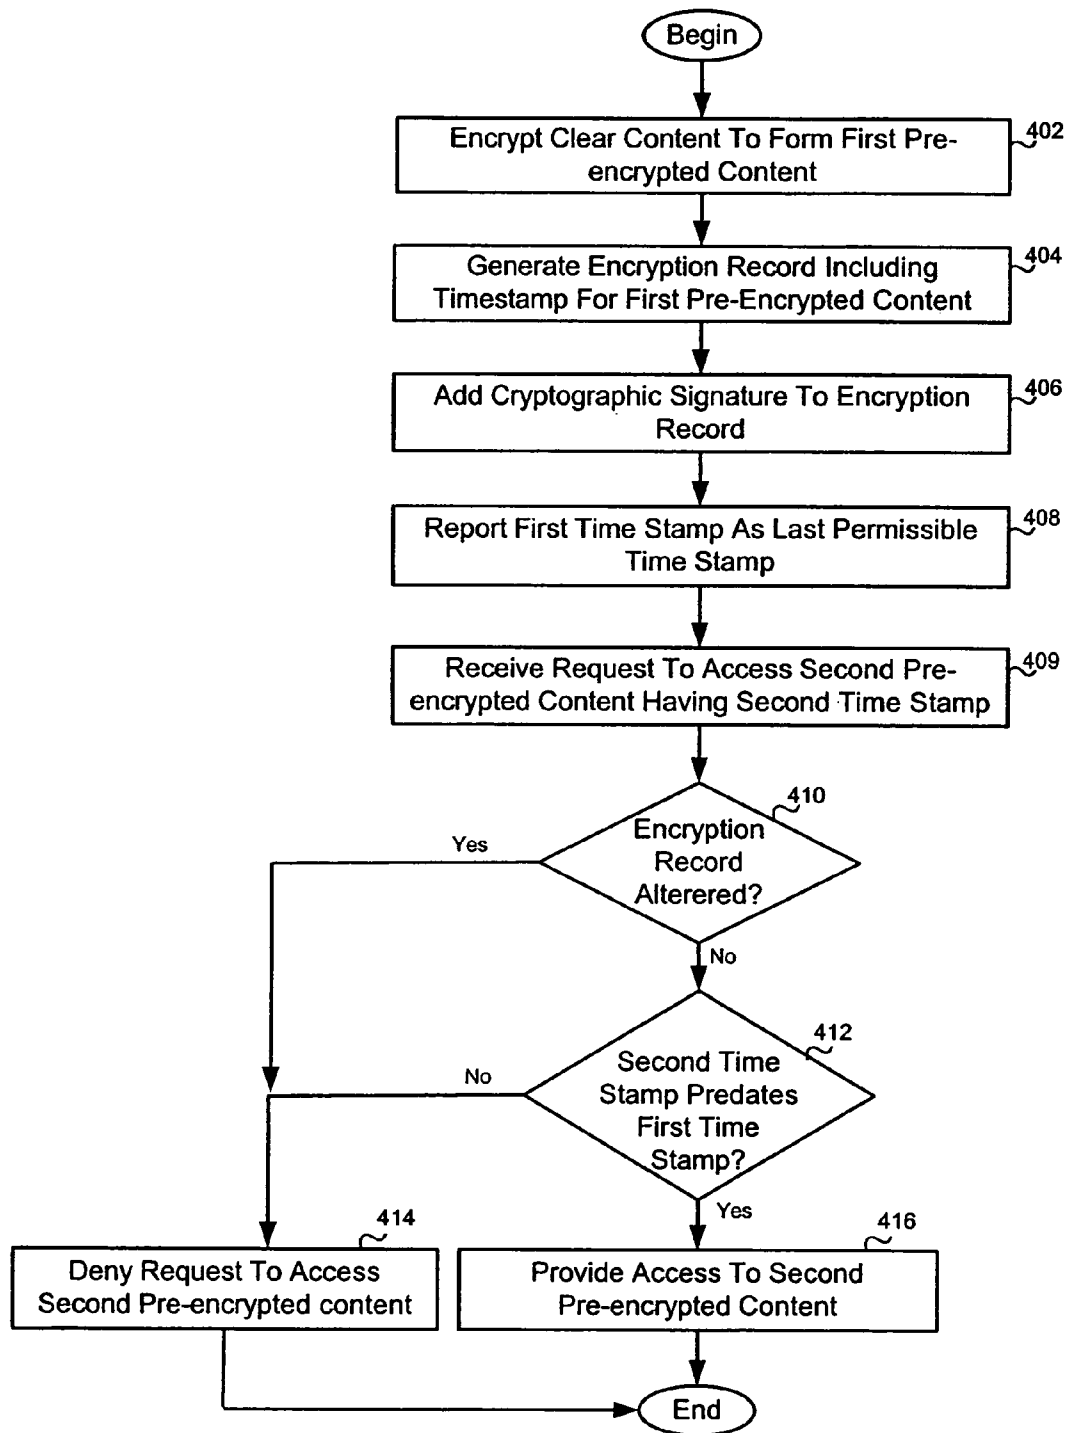 Begin
Encrypt Clear Content To Form First Pre-
encrypted Content
402
Generate Encryption Record Including
Timestamp For First Pre-Encrypted Content
404
Add Cryptographic Signature To Encryption
Record
406
Report First Time Stamp As Last Permissible
Time Stamp
408
Receive Request To Access Second Pre-
encrypted Content Having Second Time Stamp
409
410
Encryption
Record
Alterered?
Yes
No
412
Second Time
Stamp Predates
First Time
Stamp?
No
Yes
414
Deny Request To Access
Second Pre-encrypted content
416
Provide Access To Second
Pre-encrypted Content
End